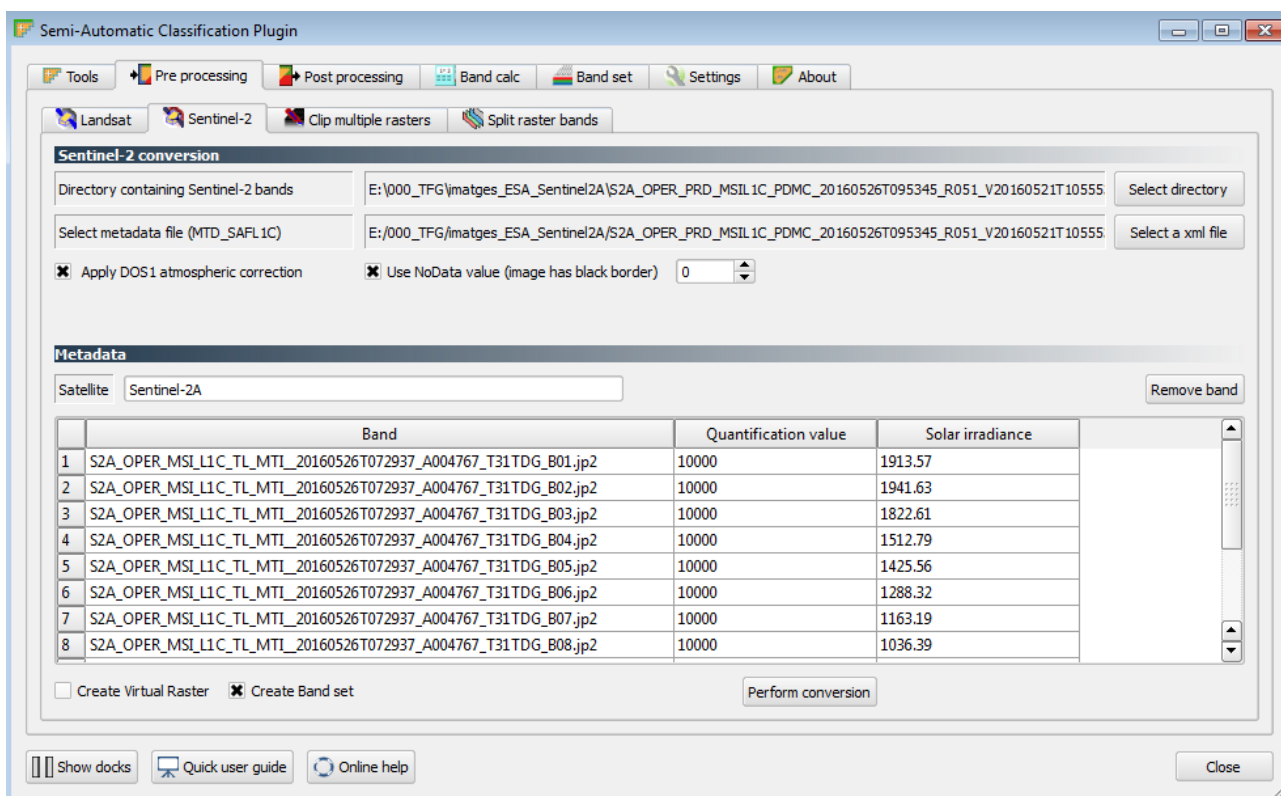 Semi-Automatic Classification Plugin
Tools Pre processing Post processing Band calc Band set Settings About
Landsat Sentinel-2 Clip multiple rasters Split raster bands
Sentinel-2 conversion
Directory containing Sentinel-2 bands E:\000_TFG\imatges_ESA_Sentinel2A\S2A_OPER_PRD_MSIL1C_PDMC_20160526T095345_R051_V20160521T10555 Select directory
Select metadata file (MTD_SAFL1C) E:/000_TFG/imatges_ESA_Sentinel2A/S2A_OPER_PRD_MSIL1C_PDMC_20160526T095345_R051_V20160521T10555 Select a xml file
Apply DOS1 atmospheric correction Use NoData value (image has black border) 0
Metadata
Satellite Sentinel-2A Remove band
Band Quantification value Solar irradiance
1 S2A_OPER_MSI_L1C_TL_MTI__20160526T072937_A004767_T31TDG_B01.jp2 10000 1913.57
2 S2A_OPER_MSI_L1C_TL_MTI__20160526T072937_A004767_T31TDG_B02.jp2 10000 1941.63
3 S2A_OPER_MSI_L1C_TL_MTI__20160526T072937_A004767_T31TDG_B03.jp2 10000 1822.61
4 S2A_OPER_MSI_L1C_TL_MTI__20160526T072937_A004767_T31TDG_B04.jp2 10000 1512.79
5 S2A_OPER_MSI_L1C_TL_MTI__20160526T072937_A004767_T31TDG_B05.jp2 10000 1425.56
6 S2A_OPER_MSI_L1C_TL_MTI__20160526T072937_A004767_T31TDG_B06.jp2 10000 1288.32
7 S2A_OPER_MSI_L1C_TL_MTI__20160526T072937_A004767_T31TDG_B07.jp2 10000 1163.19
8 S2A_OPER_MSI_L1C_TL_MTI__20160526T072937_A004767_T31TDG_B08.jp2 10000 1036.39
Create Virtual Raster Create Band set Perform conversion
Show docks Quick user guide Online help Close